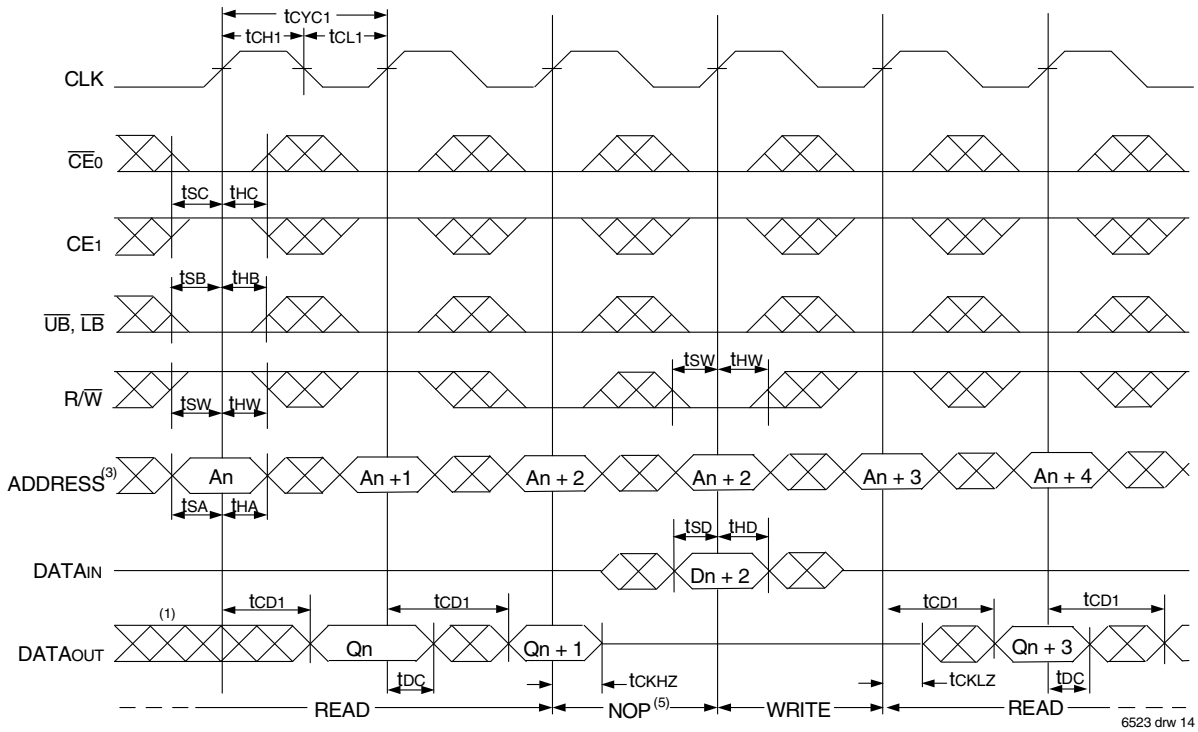 tCYC1
tCH1 tCL1
CLK
CE0
tSC tHC
CE1
tSB tHB
UB, LB
tSW tHW
R/W
tSW tHW
ADDRESS(3) An An +1 An + 2 An + 2 An + 3 An + 4
tSA tHA
tSD tHD
DATAIN Dn + 2
(1) tCD1 tCD1 tCD1 tCD1
DATAOUT Qn Qn + 1 Qn + 3
tDC tCKHZ tCKLZ tDC
READ NOP(5) WRITE READ
6523 drw 14